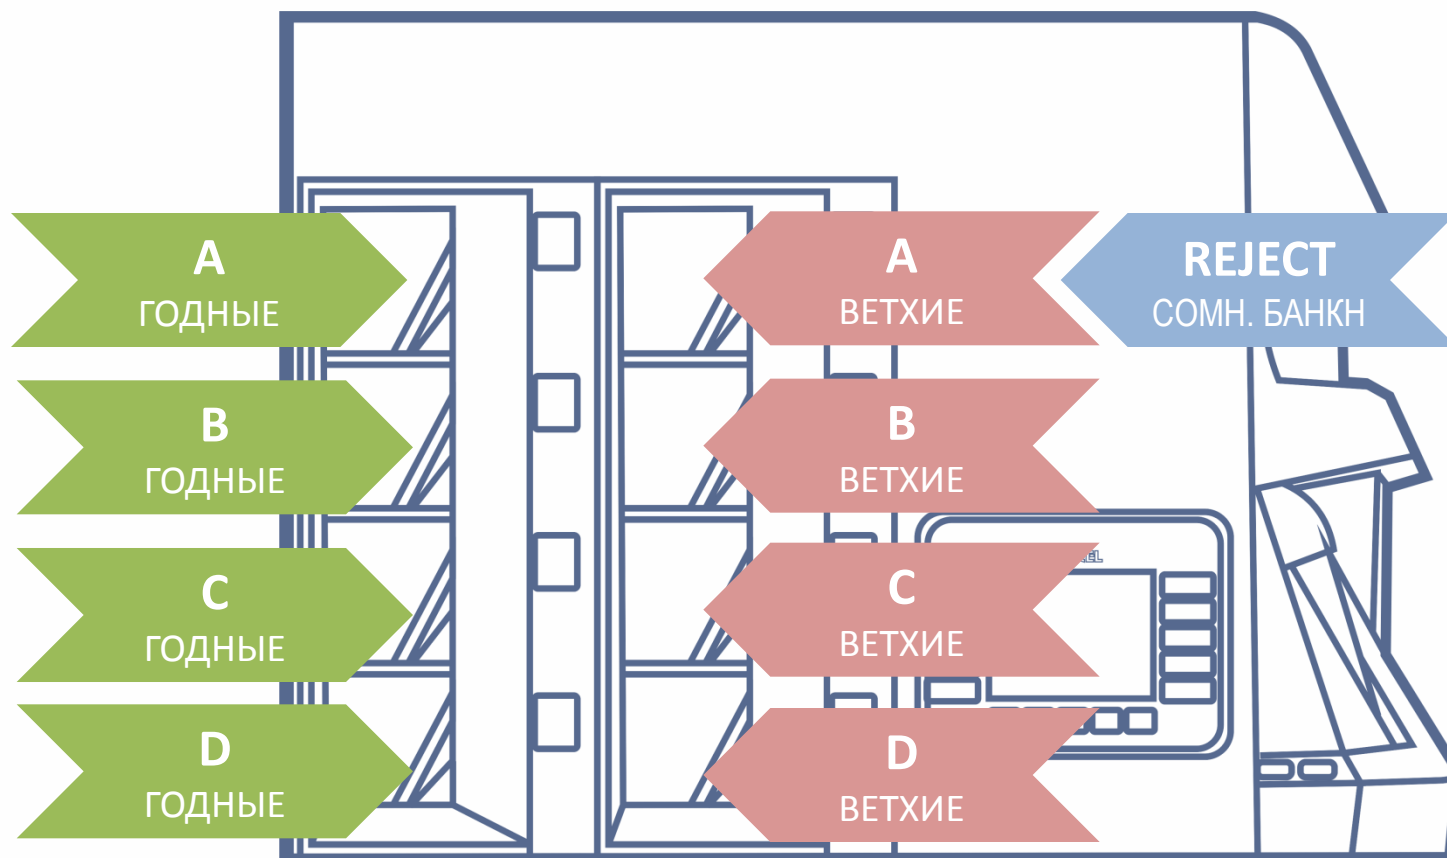 A
ГОДНЫЕ
A
ВЕТХИЕ
REJECT
СОМН. БАНКН
B
ГОДНЫЕ
B
ВЕТХИЕ
C
ГОДНЫЕ
C
ВЕТХИЕ
D
ГОДНЫЕ
D
ВЕТХИЕ